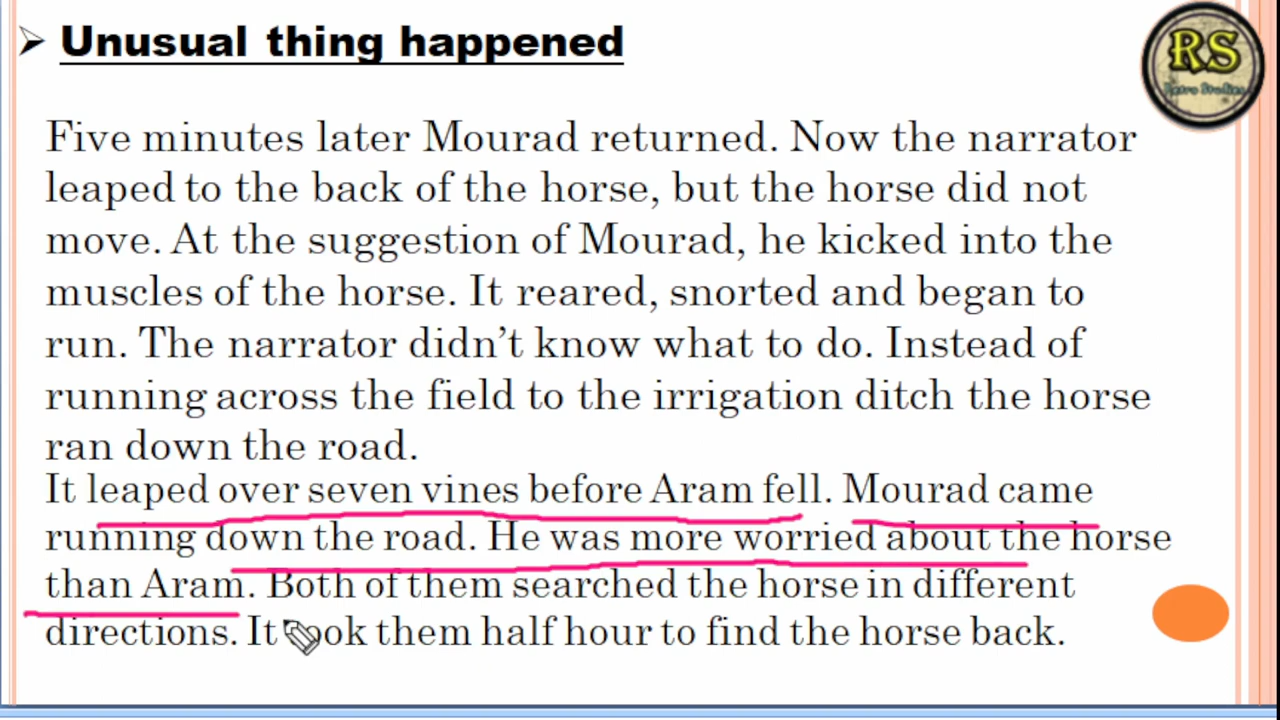 Unusual thing happened
RS
Retro Studies
Five minutes later Mourad returned. Now the narrator
leaped to the back of the horse, but the horse did not
move. At the suggestion of Mourad, he kicked into the
muscles of the horse. It reared, snorted and began to
run. The narrator didn't know what to do. Instead of
running across the field to the irrigation ditch the horse
ran down the road.
It leaped over seven vines before Aram fell. Mourad came
running down the road. He was more worried about the horse
than Aram. Both of them searched the horse in different
directions. It took them half hour to find the horse back.